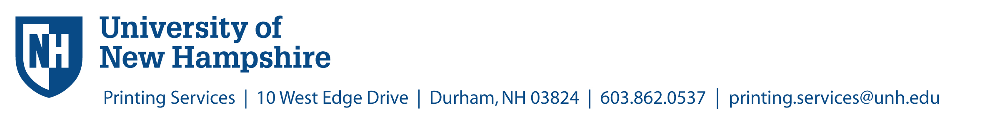 NH
University of
New Hampshire
Printing Services | 10 West Edge Drive | Durham, NH 03824 | 603.862.0537 | printing.services@unh.edu